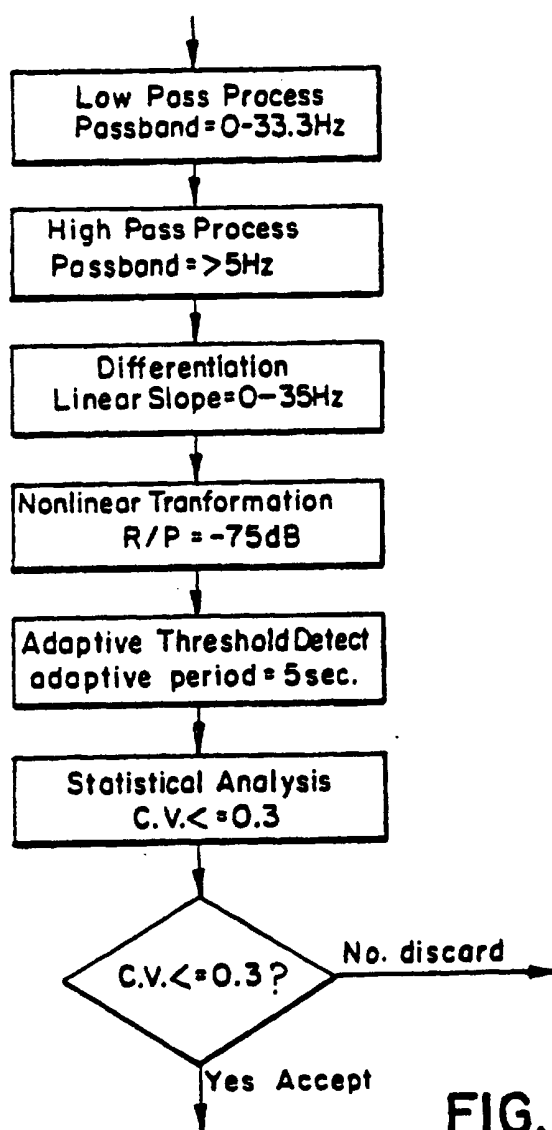 Low Pass Process
Passband=0-33.3Hz
High Pass Process
Passband=>5Hz
Differentiation
Linear Slope=0-35Hz
Nonlinear Tranformation
R/P = -75dB
Adaptive Threshold Detect
adaptive period = 5sec.
Statistical Analysis
C.V.<=0.3
C.V.<=0.3?
No. discard
Yes Accept
FIG.